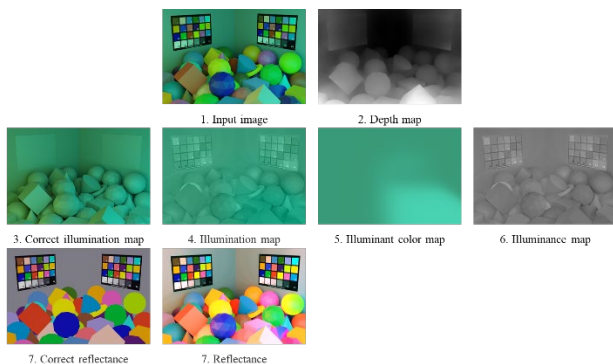 1. Input image
2. Depth map
3. Correct illumination map
4. Illumination map
5. Illuminant color map
6. Illuminance map
7. Correct reflectance
7. Reflectance